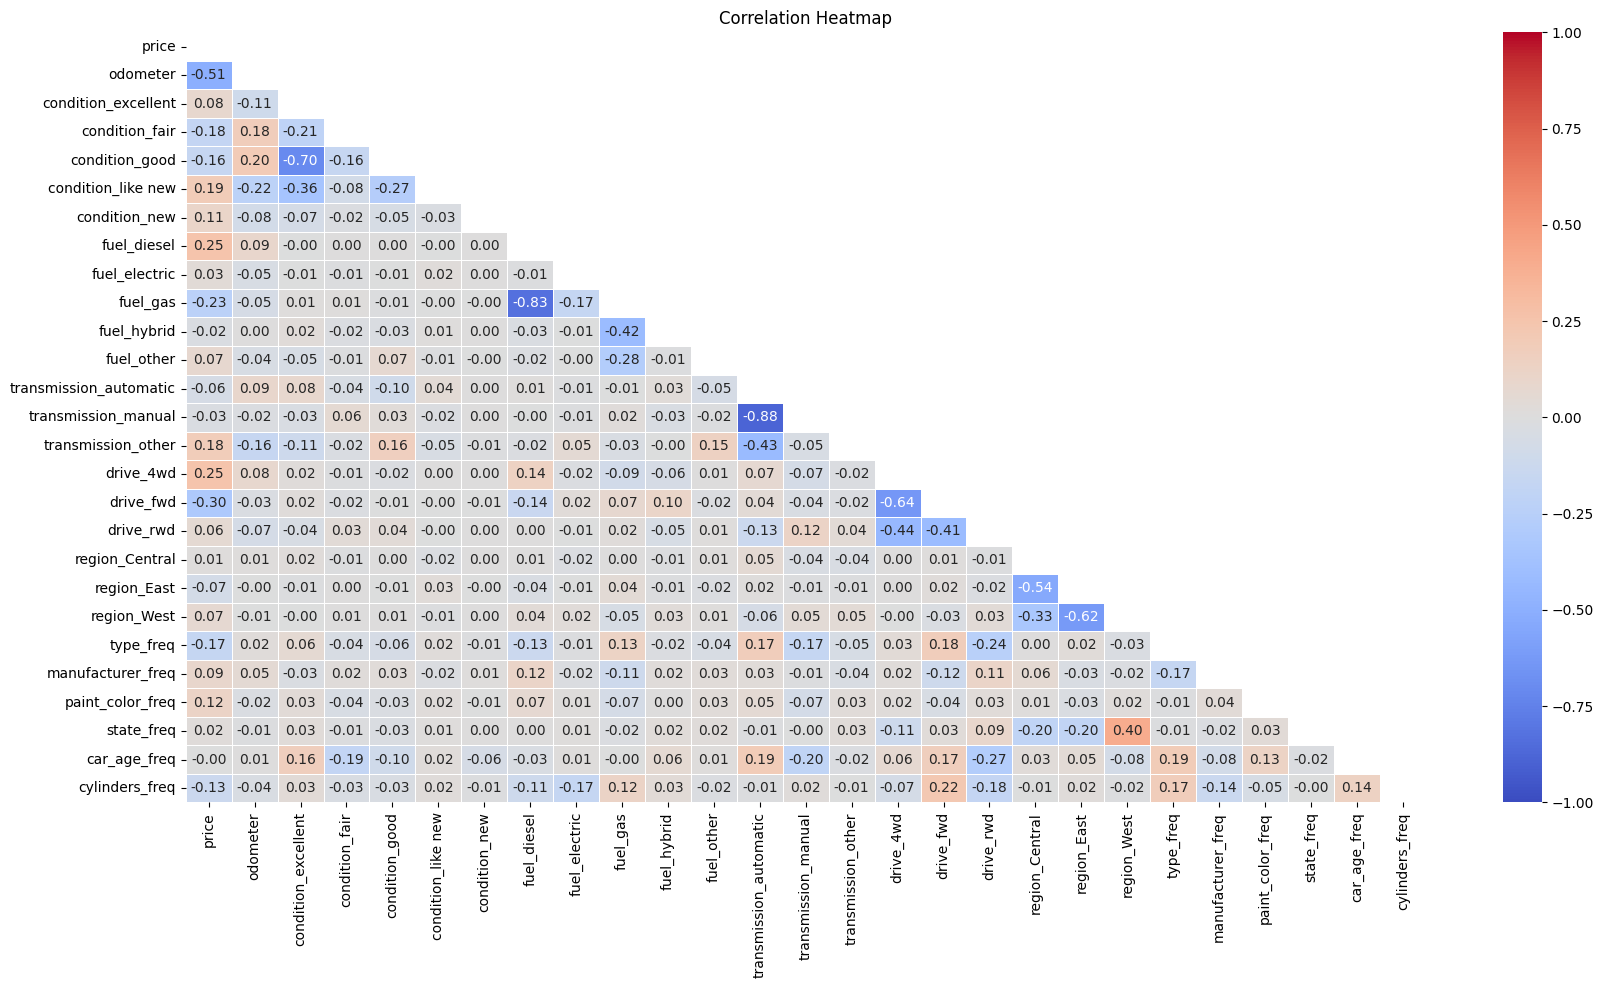 Correlation Heatmap
price
odometer -0.51
condition_excellent 0.08 -0.11
condition_fair -0.18 0.18 -0.21
condition_good -0.16 0.20 -0.70 -0.16
condition_like new 0.19 -0.22 -0.36 -0.08 -0.27
condition_new 0.11 -0.08 -0.07 -0.02 -0.05 -0.03
fuel_diesel 0.25 0.09 -0.00 0.00 0.00 -0.00 0.00
fuel_electric 0.03 -0.05 -0.01 -0.01 -0.01 0.02 0.00 -0.01
fuel_gas -0.23 -0.05 0.01 0.01 -0.01 -0.00 -0.00 -0.83 -0.17
fuel_hybrid -0.02 0.00 0.02 -0.02 -0.03 0.01 0.00 -0.03 -0.01 -0.42
fuel_other 0.07 -0.04 -0.05 -0.01 0.07 -0.01 -0.00 -0.02 -0.00 -0.28 -0.01
transmission_automatic -0.06 0.09 0.08 -0.04 -0.10 0.04 0.00 0.01 -0.01 -0.01 0.03 -0.05
transmission_manual -0.03 -0.02 -0.03 0.06 0.03 -0.02 0.00 -0.00 -0.01 0.02 -0.03 -0.02 -0.88
transmission_other 0.18 -0.16 -0.11 -0.02 0.16 -0.05 -0.01 -0.02 0.05 -0.03 -0.00 0.15 -0.43 -0.05
drive_4wd 0.25 0.08 0.02 -0.01 -0.02 0.00 0.00 0.14 -0.02 -0.09 -0.06 0.01 0.07 -0.07 -0.02
drive_fwd -0.30 -0.03 0.02 -0.02 -0.01 -0.00 -0.01 -0.14 0.02 0.07 0.10 -0.02 0.04 -0.04 -0.02 -0.64
drive_rwd 0.06 -0.07 -0.04 0.03 0.04 -0.00 0.00 0.00 -0.01 0.02 -0.05 0.01 -0.13 0.12 0.04 -0.44 -0.41
region_Central 0.01 0.01 0.02 -0.01 0.00 -0.02 0.00 0.01 -0.02 0.00 -0.01 0.01 0.05 -0.04 -0.04 0.00 0.01 -0.01
region_East -0.07 -0.00 -0.01 0.00 -0.01 0.03 -0.00 -0.04 -0.01 0.04 -0.01 -0.02 0.02 -0.01 -0.01 0.00 0.02 -0.02 -0.54
region_West 0.07 -0.01 -0.00 0.01 0.01 -0.01 0.00 0.04 0.02 -0.05 0.03 0.01 -0.06 0.05 0.05 -0.00 -0.03 0.03 -0.33 -0.62
type_freq -0.17 0.02 0.06 -0.04 -0.06 0.02 -0.01 -0.13 -0.01 0.13 -0.02 -0.04 0.17 -0.17 -0.05 0.03 0.18 -0.24 0.00 0.02 -0.03
manufacturer_freq 0.09 0.05 -0.03 0.02 0.03 -0.02 0.01 0.12 -0.02 -0.11 0.02 0.03 0.03 -0.01 -0.04 0.02 -0.12 0.11 0.06 -0.03 -0.02 -0.17
paint_color_freq 0.12 -0.02 0.03 -0.04 -0.03 0.02 -0.01 0.07 0.01 -0.07 0.00 0.03 0.05 -0.07 0.03 0.02 -0.04 0.03 0.01 -0.03 0.02 -0.01 0.04
state_freq 0.02 -0.01 0.03 -0.01 -0.03 0.01 0.00 0.00 0.01 -0.02 0.02 0.02 -0.01 -0.00 0.03 -0.11 0.03 0.09 -0.20 -0.20 0.40 -0.01 -0.02 0.03
car_age_freq -0.00 0.01 0.16 -0.19 -0.10 0.02 -0.06 -0.03 0.01 -0.02 0.06 0.01 0.19 -0.20 -0.02 0.06 0.17 -0.27 0.03 0.05 -0.08 0.19 -0.08 0.13 -0.02
cylinders_freq -0.13 -0.04 0.03 -0.03 -0.03 0.02 -0.01 -0.11 -0.17 0.12 0.03 -0.02 -0.01 0.02 -0.01 -0.07 0.22 -0.18 -0.01 0.02 -0.02 0.17 -0.14 -0.05 -0.00 0.14
price
odometer
condition_excellent
condition_fair
condition_good
condition_like new
condition_new
fuel_diesel
fuel_electric
fuel_gas
fuel_hybrid
fuel_other
transmission_automatic
transmission_manual
transmission_other
drive_4wd
drive_fwd
drive_rwd
region_Central
region_East
region_West
type_freq
manufacturer_freq
paint_color_freq
state_freq
car_age_freq
cylinders_freq
1.00
0.75
0.50
0.25
0.00
−0.25
−0.50
−0.75
−1.00